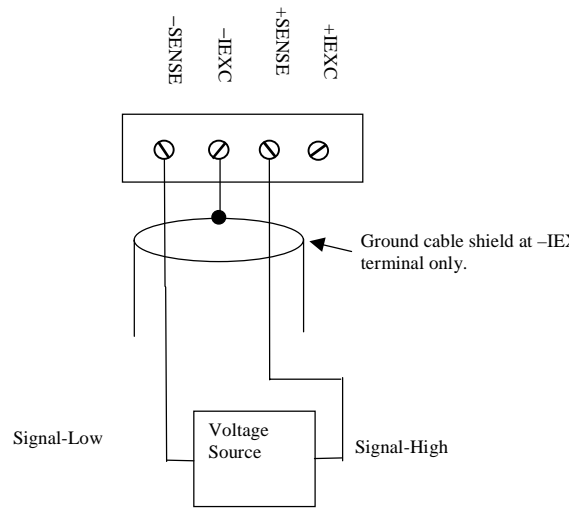 –SENSE
–IEXC
+SENSE
+IEXC
Ground cable shield at –IEX
terminal only.
Signal-Low
Voltage
Source
Signal-High